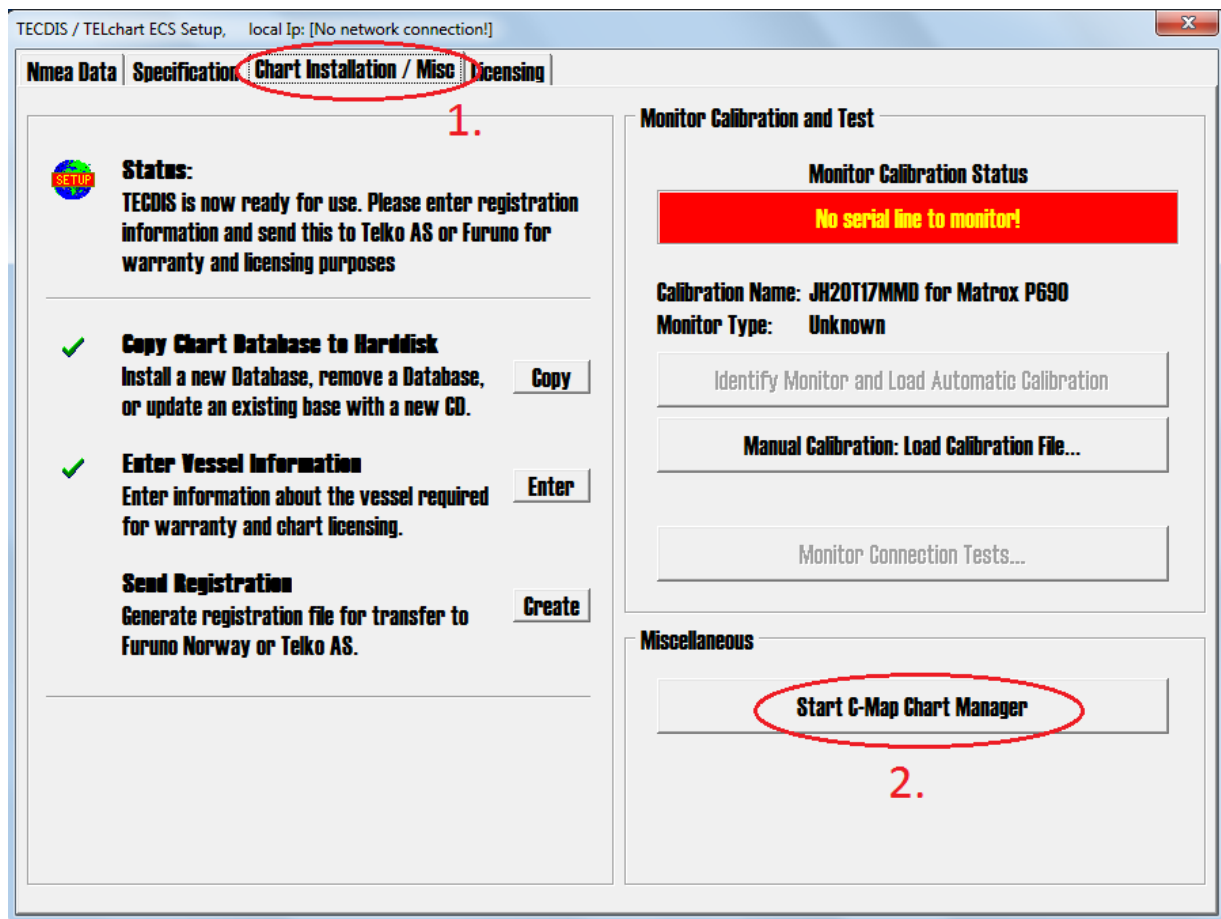 TECDIS / TELchart ECS Setup, local Ip: [No network connection!]
X
Nmea Data Specification Chart Installation / Misc Licensing
1.
SETUP
Status:
TECDIS is now ready for use. Please enter registration
information and send this to Telko AS or Furuno for
warranty and licensing purposes
Copy Chart Database to Harddisk
Install a new Database, remove a Database,
or update an existing base with a new CD.
Copy
Enter Vessel Information
Enter information about the vessel required
for warranty and chart licensing.
Enter
Send Registration
Generate registration file for transfer to
Furuno Norway or Telko AS.
Create
Monitor Calibration and Test
Monitor Calibration Status
No serial line to monitor!
Calibration Name: JH20T17MMD for Matrox P690
Monitor Type: Unknown
Identify Monitor and Load Automatic Calibration
Manual Calibration: Load Calibration File...
Monitor Connection Tests...
Miscellaneous
Start C-Map Chart Manager
2.